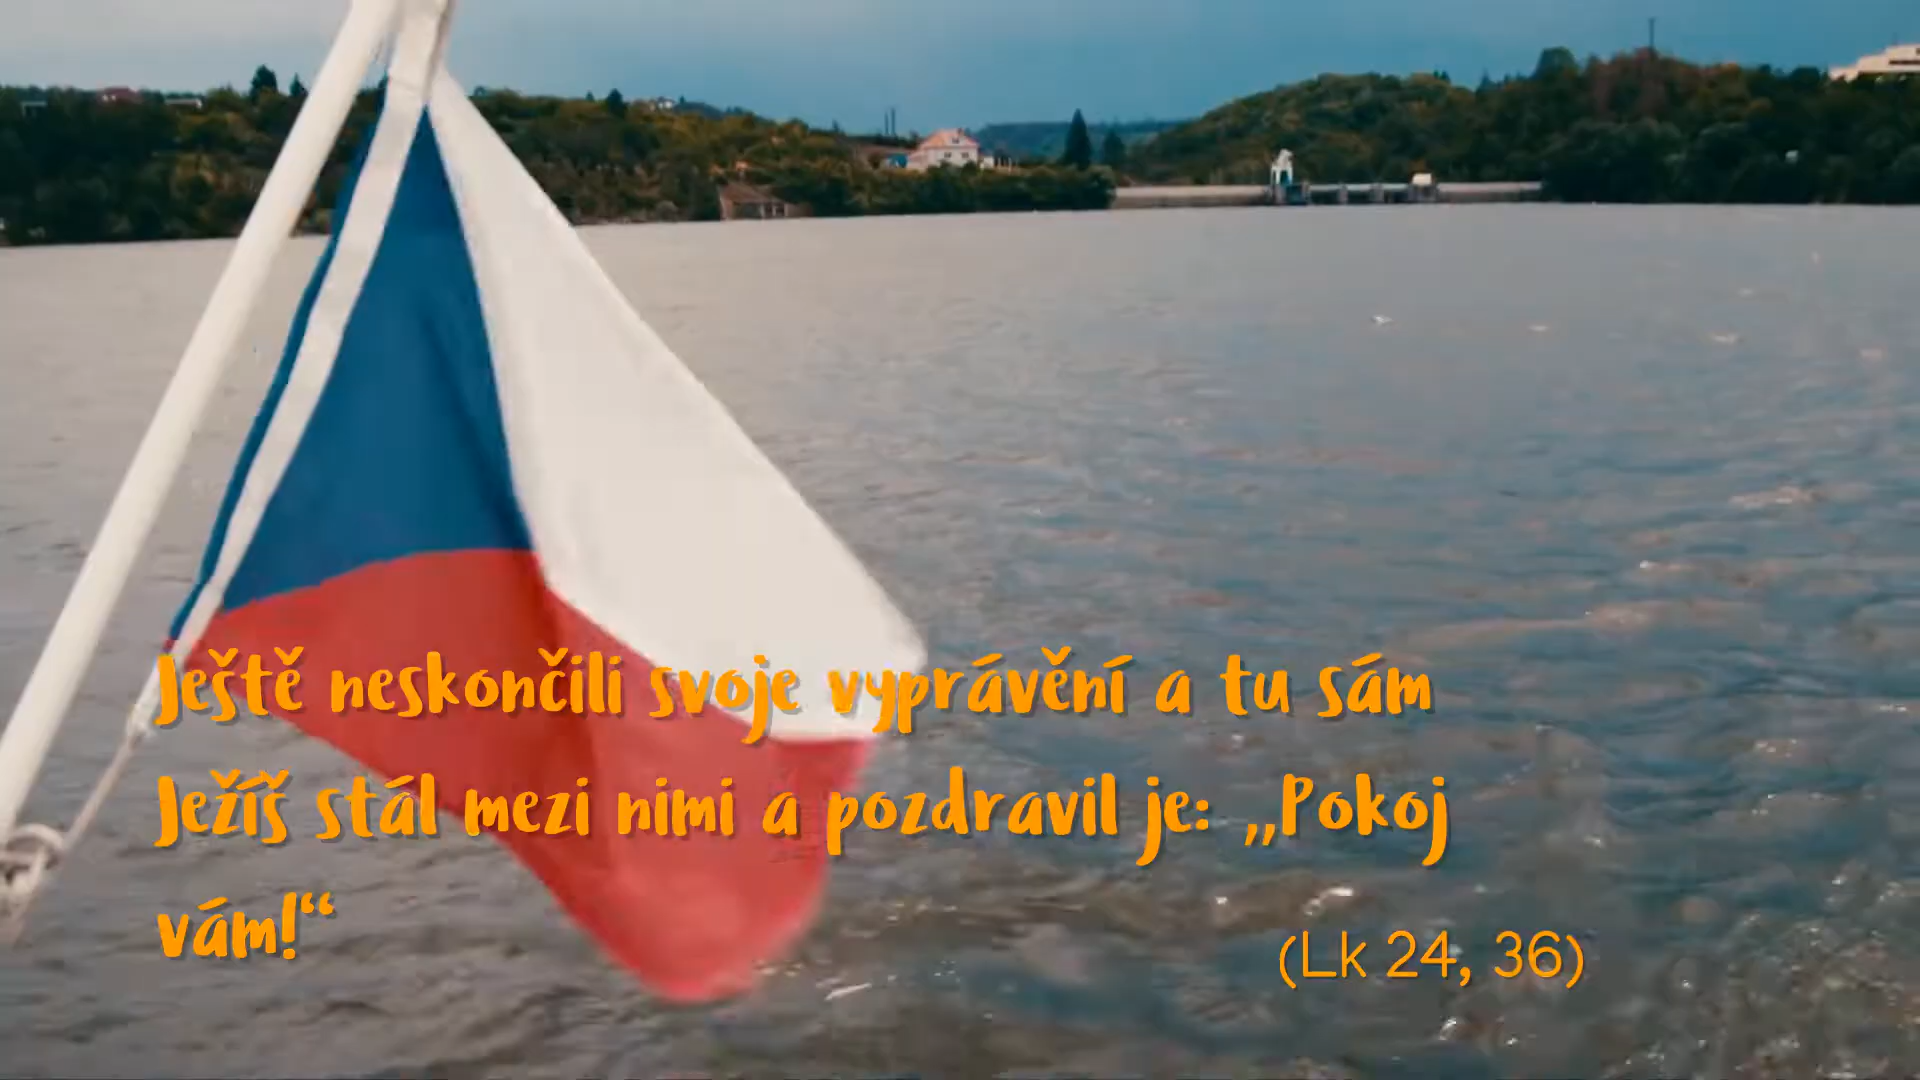 Ještě neskončili svoje vyprávění a tu sám
Ježíš stál mezi nimi a pozdravil je: „Pokoj
vám!“
(Lk 24, 36)